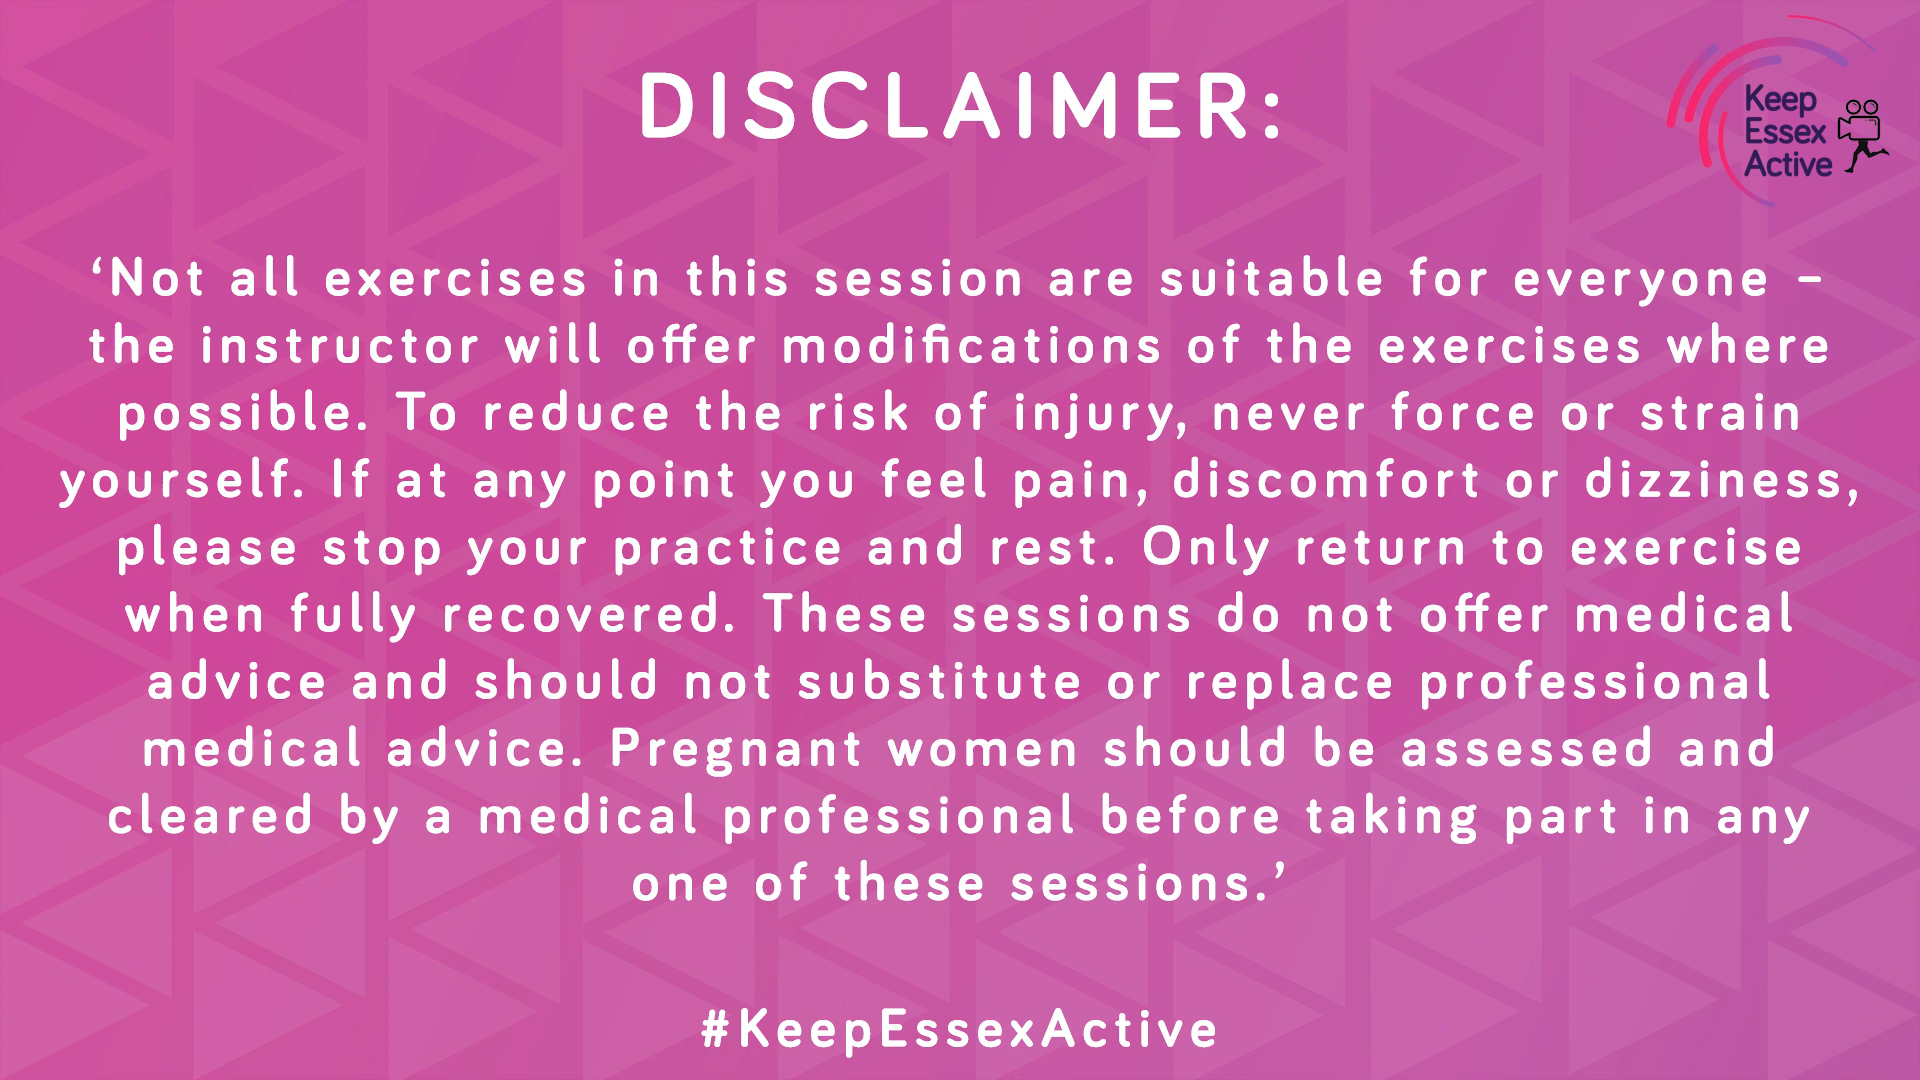 DISCLAIMER:
Keep
Essex
Active
‘Not all exercises in this session are suitable for everyone –
the instructor will offer modifications of the exercises where
possible. To reduce the risk of injury, never force or strain
yourself. If at any point you feel pain, discomfort or dizziness,
please stop your practice and rest. Only return to exercise
when fully recovered. These sessions do not offer medical
advice and should not substitute or replace professional
medical advice. Pregnant women should be assessed and
cleared by a medical professional before taking part in any
one of these sessions.’
#KeepEssexActive